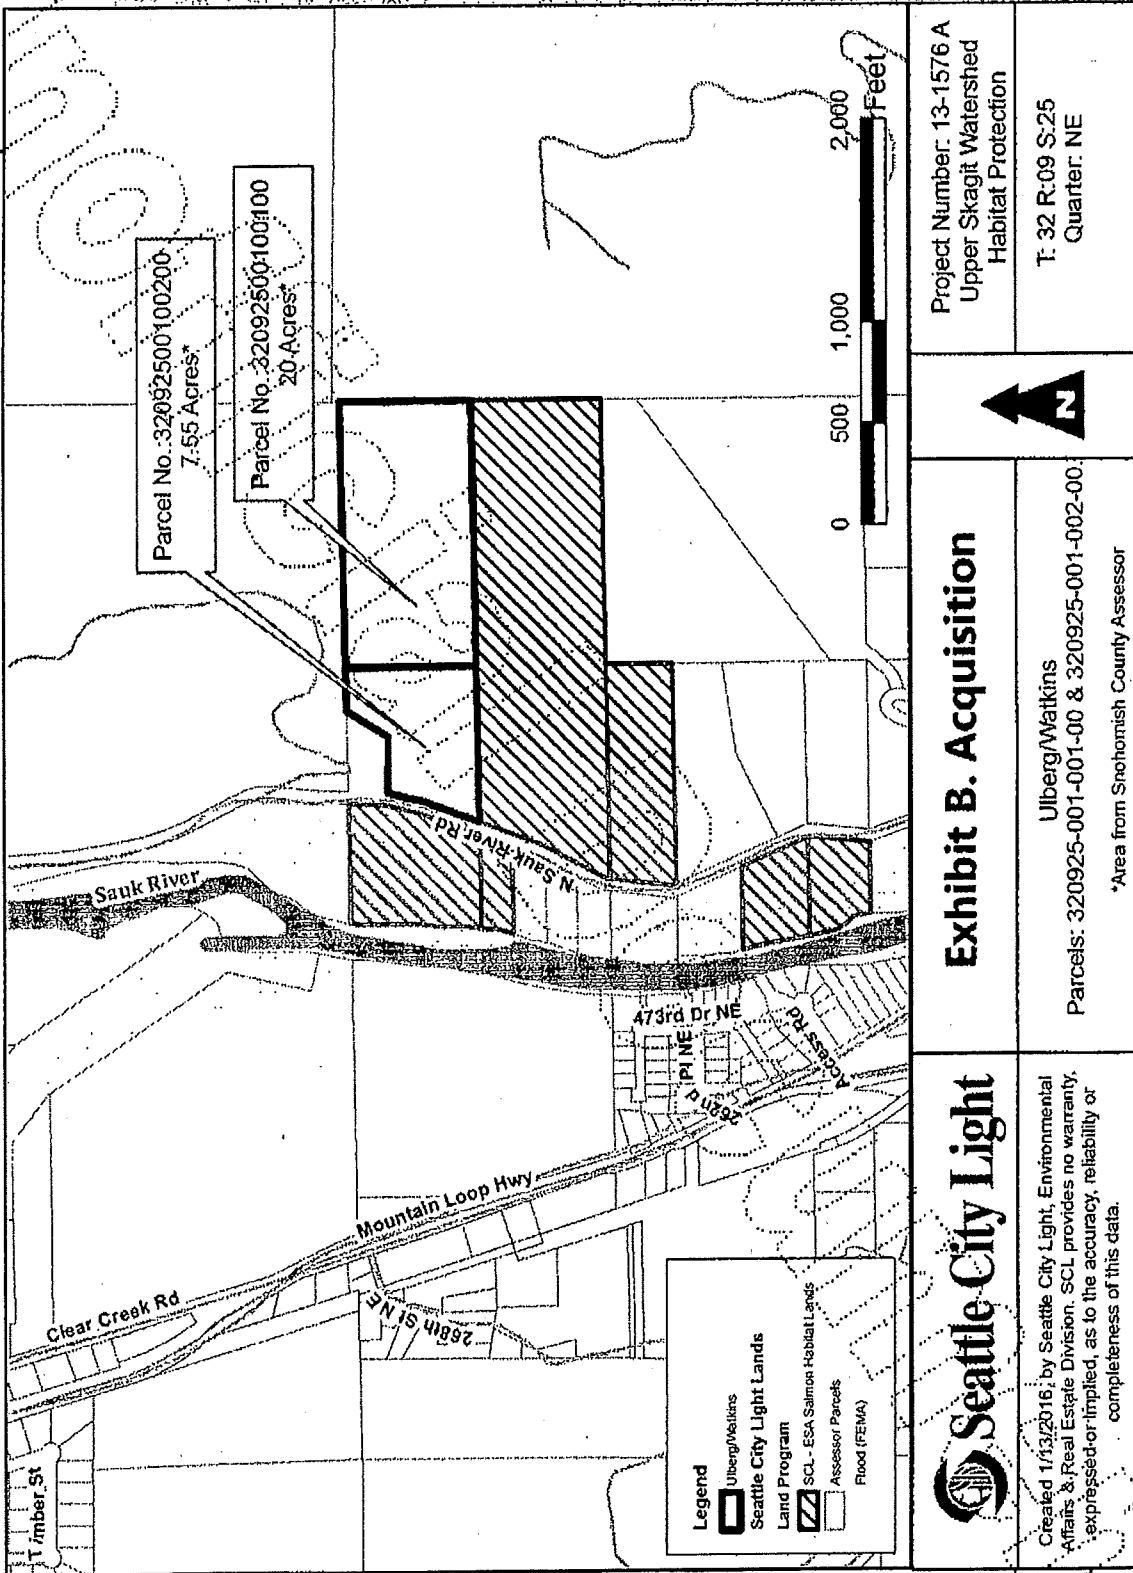 Parcel No.:32092500100200
7.55 Acres*
Parcel No.:32092500100100
20 Acres*
Sauk River
N Sauk River Rd
473rd Dr NE
262nd Pl NE
Access Rd
Mountain Loop Hwy
268th St NE
Clear Creek Rd
Timber St
0 500 1,000 2,000
Feet
Legend
Ulberg/Watkins
Seattle City Light Lands
Land Program
SCL - ESA Salmon Habitat Lands
Assessor Parcels
Flood (FEMA)
Seattle City Light
Created 1/13/2016, by Seattle City Light, Environmental
Affairs & Real Estate Division. SCL provides no warranty,
expressed or implied, as to the accuracy, reliability or
completeness of this data.
Exhibit B. Acquisition
Ulberg/Watkins
Parcels: 320925-001-001-00 & 320925-001-002-00
*Area from Snohomish County Assessor
N
Project Number: 13-1576 A
Upper Skagit Watershed
Habitat Protection
T: 32 R:09 S:25
Quarter: NE